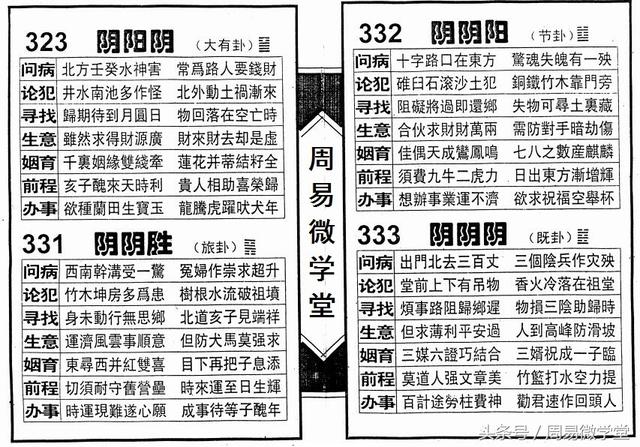 323 阴阳阴 (大有卦)
问病 北方壬癸水神害 常爲路人要錢財
论犯 井水南池多作怪 北外動土禍漸來
寻找 歸期待到月圓日 物回落在空亡時
生意 雖然求得財源廣 財來財去却是虚
姻育 千裏姻緣雙綫牽 蓮花并蒂結籽全
前程 亥子醜來天時利 貴人相助喜榮歸
办事 欲種蘭田生寶玉 龍騰虎躍吠犬年
331 阴阴胜 (旅卦)
问病 西南幹溝受一驚 冤婦作崇求超升
论犯 竹木坤房多爲患 樹根水流破祖墳
寻找 身未動行無思鄉 北道亥子見端祥
生意 運濟風雲事順意 但防犬馬莫强求
姻育 東尋西并紅雙喜 目下再把子息添
前程 切須耐守舊營壘 時來運至日生輝
办事 時運現難遂心願 成事待等子醜年
周易微学堂
332 阴阴阳 (节卦)
问病 十字路口在東方 驚魂失魄有一殃
论犯 碓臼石滚沙土犯 銅鐵竹木靠門旁
寻找 阻礙將過即還鄉 失物可尋土裏藏
生意 合伙求財財萬兩 需防對手暗劫傷
姻育 佳偶天成鸞鳳鳴 七八之數産麒麟
前程 須費九牛二虎力 日出東方漸增輝
办事 想辦事業運不濟 欲求祝福空舉杯
333 阴阴阴 (既卦)
问病 出門北去三百丈 三個陰兵作灾殃
论犯 堂前上下有吊物 香火冷落在祖堂
寻找 煩事路阻歸鄉遲 物損三陰助歸時
生意 但求薄利平安過 人到高峰防滑坡
姻育 三媒六證巧結合 三婿祝成一子臨
前程 莫道人强文章美 竹籃打水空力提
办事 百計途勞枉費神 勸君速作回頭人
头条号/周易微学堂